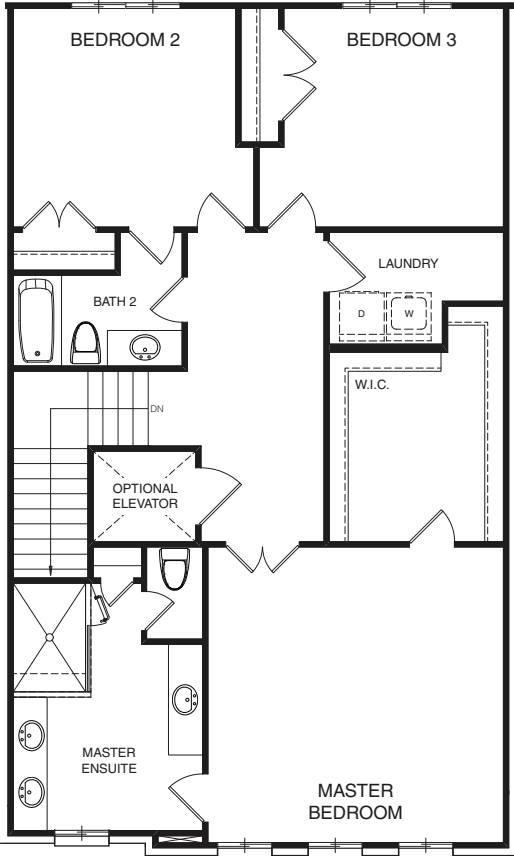 BEDROOM 2
BEDROOM 3
LAUNDRY
BATH 2
D
W
W.I.C.
DN
OPTIONAL
ELEVATOR
MASTER
ENSUITE
MASTER
BEDROOM